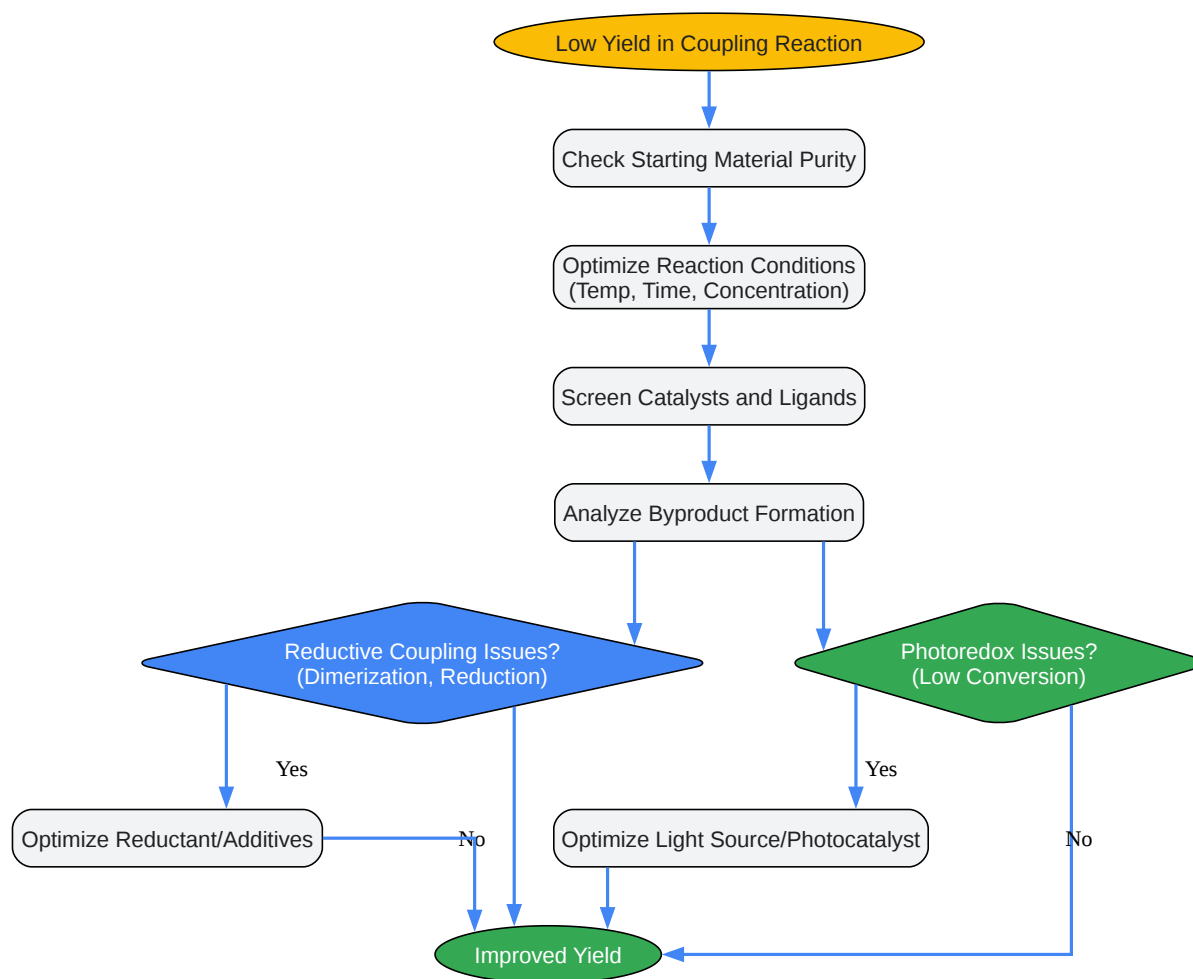 Low Yield in Coupling Reaction
Check Starting Material Purity
Optimize Reaction Conditions
(Temp, Time, Concentration)
Screen Catalysts and Ligands
Analyze Byproduct Formation
Reductive Coupling Issues?
(Dimerization, Reduction)
Photoredox Issues?
(Low Conversion)
Yes
Yes
Optimize Reductant/Additives
No
Optimize Light Source/Photocatalyst
No
Improved Yield